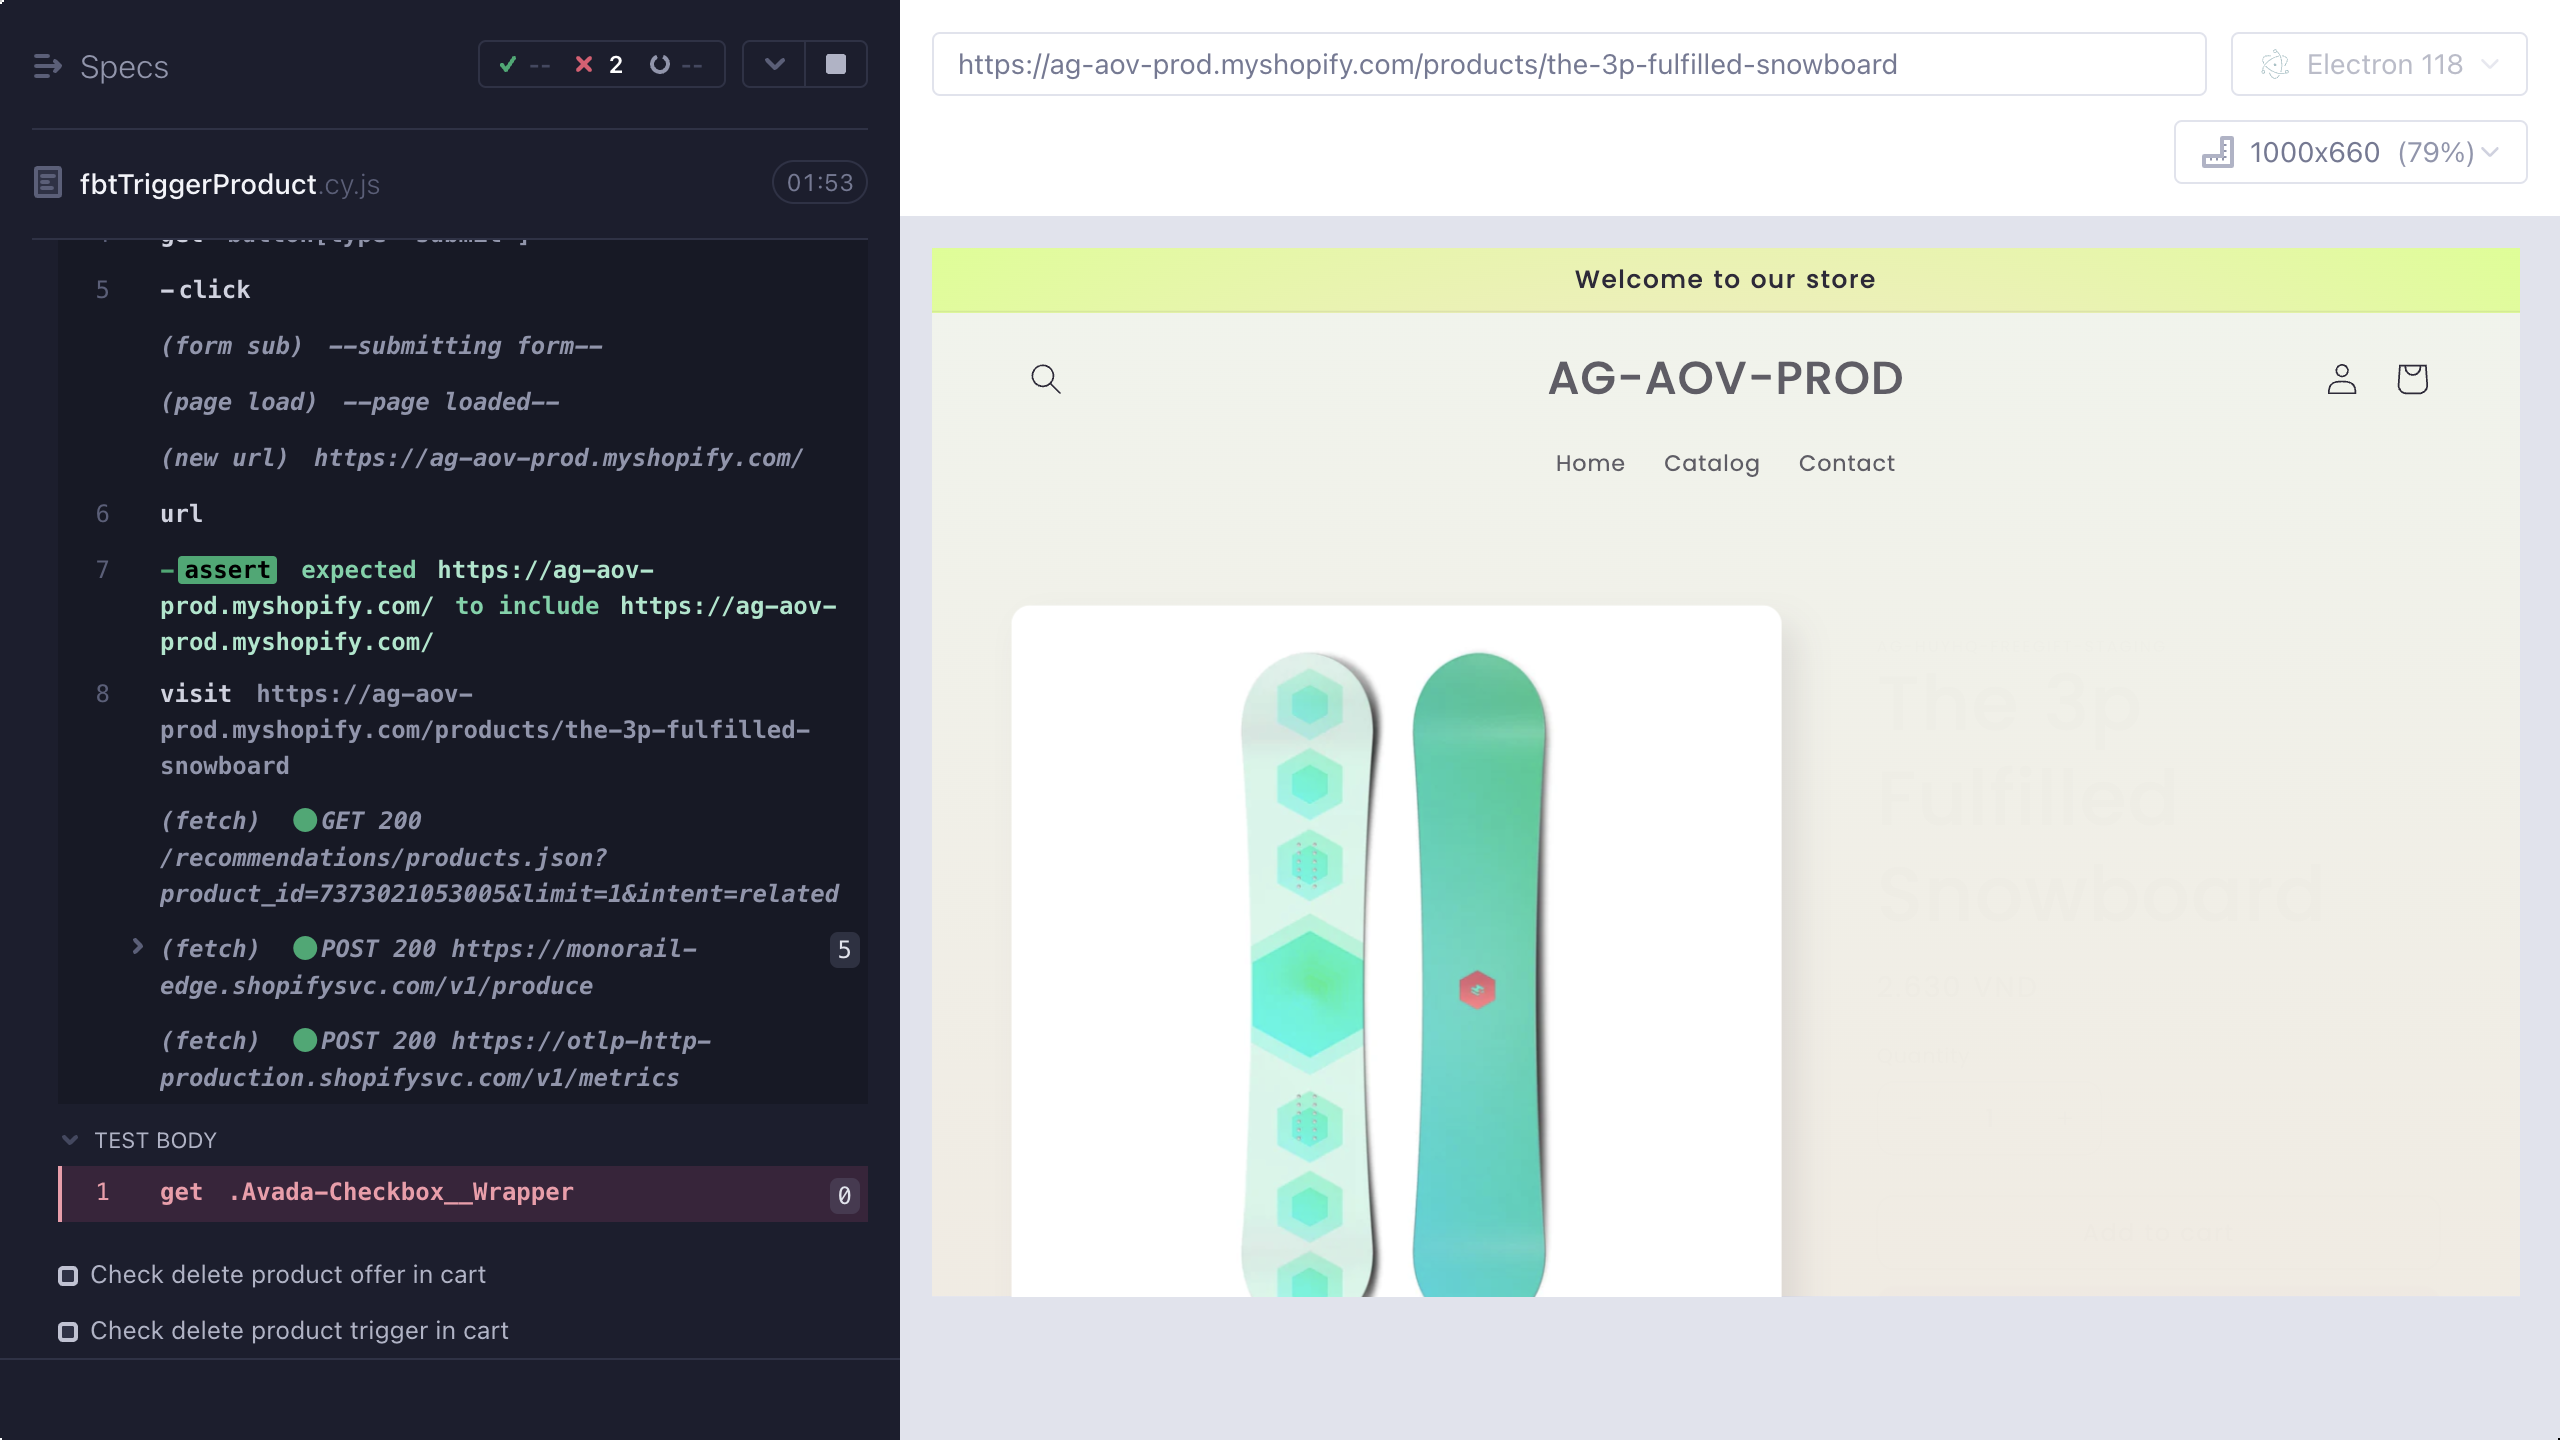 Specs
-- 2 --
fbtTriggerProduct.cy.js
01:53
5 -click
(form sub) --submitting form--
(page load) --page loaded--
(new url) https://ag-aov-prod.myshopify.com/
6 url
7 -assert expected https://ag-aov-
prod.myshopify.com/ to include https://ag-aov-
prod.myshopify.com/
8 visit https://ag-aov-
prod.myshopify.com/products/the-3p-fulfilled-
snowboard
(fetch) GET 200
/recommendations/products.json?
product_id=7373021053005&limit=1&intent=related
(fetch) POST 200 https://monorail- 5
edge.shopifysvc.com/v1/produce
(fetch) POST 200 https://otlp-http-
production.shopifysvc.com/v1/metrics
TEST BODY
1 get .Avada-Checkbox__Wrapper 0
Check delete product offer in cart
Check delete product trigger in cart
https://ag-aov-prod.myshopify.com/products/the-3p-fulfilled-snowboard
Electron 118
1000x660 (79%)
Welcome to our store
AG-AOV-PROD
Home Catalog Contact
The 3p
Fulfilled
Snowboard
Add to cart